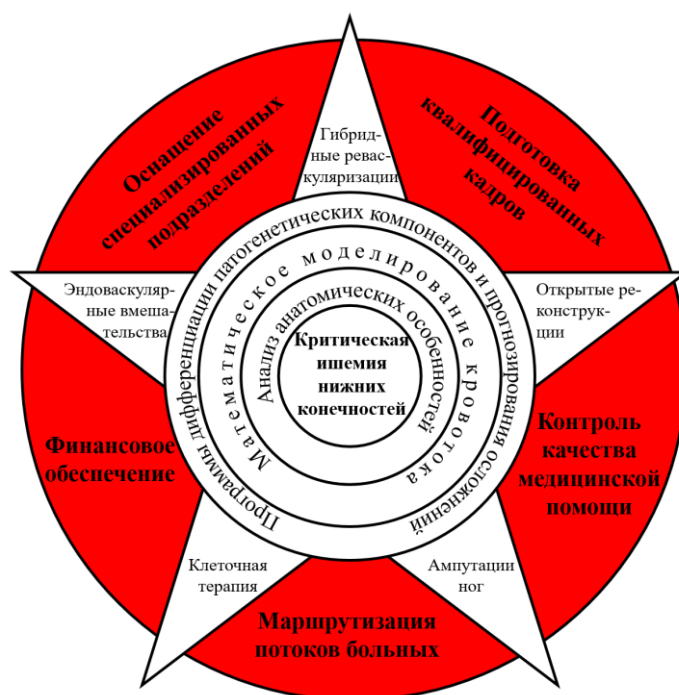 Оснащение
специализированных
подразделений
Гибрид-
ные ревас-
куляризации
Подготовка
квалифицированных
кадров
Эндоваскуляр-
ные вмеша-
тельства
Открытые ре-
конструк-
ции
Программы дифференциации патогенетических компонентов и прогнозирования осложнений
Математическое моделирование кровотока
Анализ анатомических особенностей
Критическая
ишемия
нижних
конечностей
Финансовое
обеспечение
Контроль
качества
медицинской
помощи
Клеточная
терапия
Ампутации
ног
Маршрутизация
потоков больных